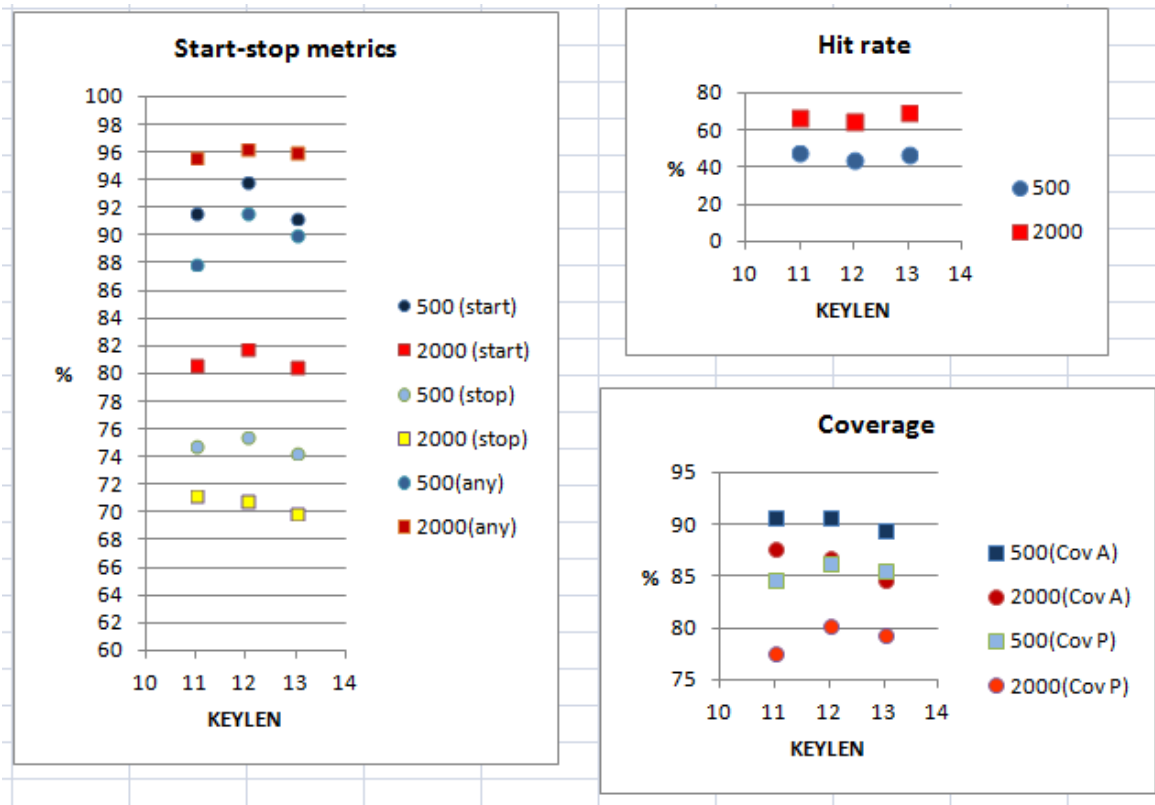 Start-stop metrics
100
98
96
94
92
90
88
86
84
82
80
78
76
74
72
70
68
66
64
62
60
%
10 11 12 13 14
KEYLEN
500 (start)
2000 (start)
500 (stop)
2000 (stop)
500(any)
2000(any)
Hit rate
80
60
40
20
0
%
10 11 12 13 14
KEYLEN
500
2000
Coverage
95
90
85
80
75
%
10 11 12 13 14
KEYLEN
500(Cov A)
2000(Cov A)
500(Cov P)
2000(Cov P)